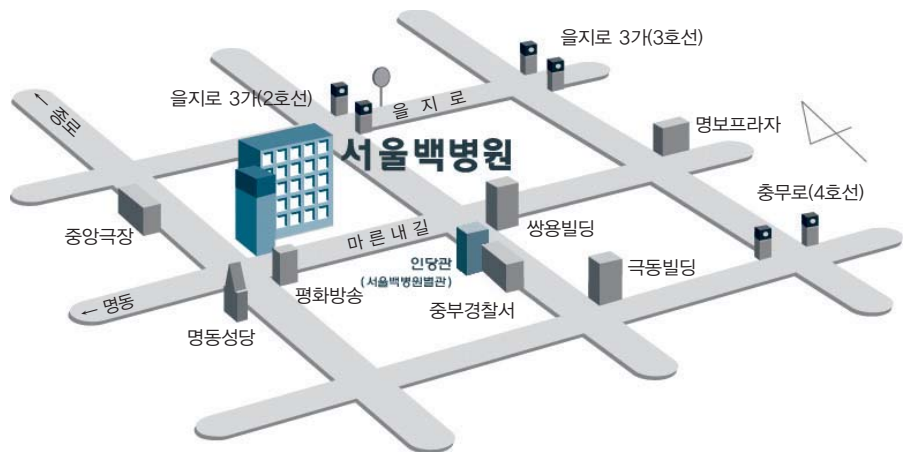 을지로 3가(3호선)
을지로 3가(2호선)
을 지 로
← 종로
명보프라자
서울백병원
충무로(4호선)
중앙극장
쌍용빌딩
마 른 내 길
인당관
(서울백병원별관)
극동빌딩
평화방송
← 명동
중부경찰서
명동성당